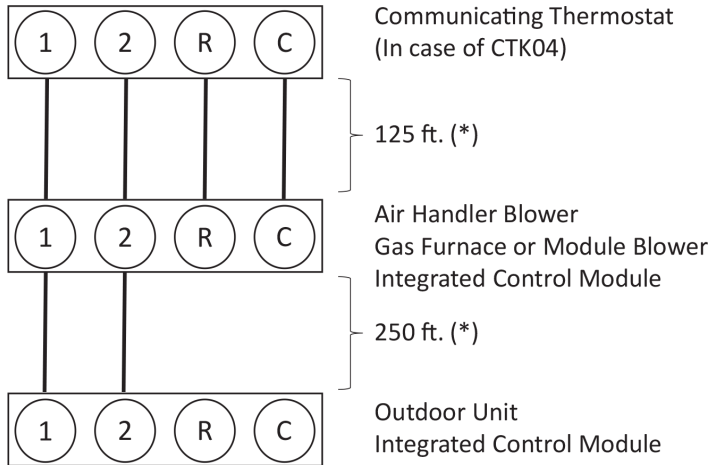 1 2 R C
Communicating Thermostat
(In case of CTK04)
125 ft. (*)
1 2 R C
Air Handler Blower
Gas Furnace or Module Blower
Integrated Control Module
250 ft. (*)
1 2 R C
Outdoor Unit
Integrated Control Module